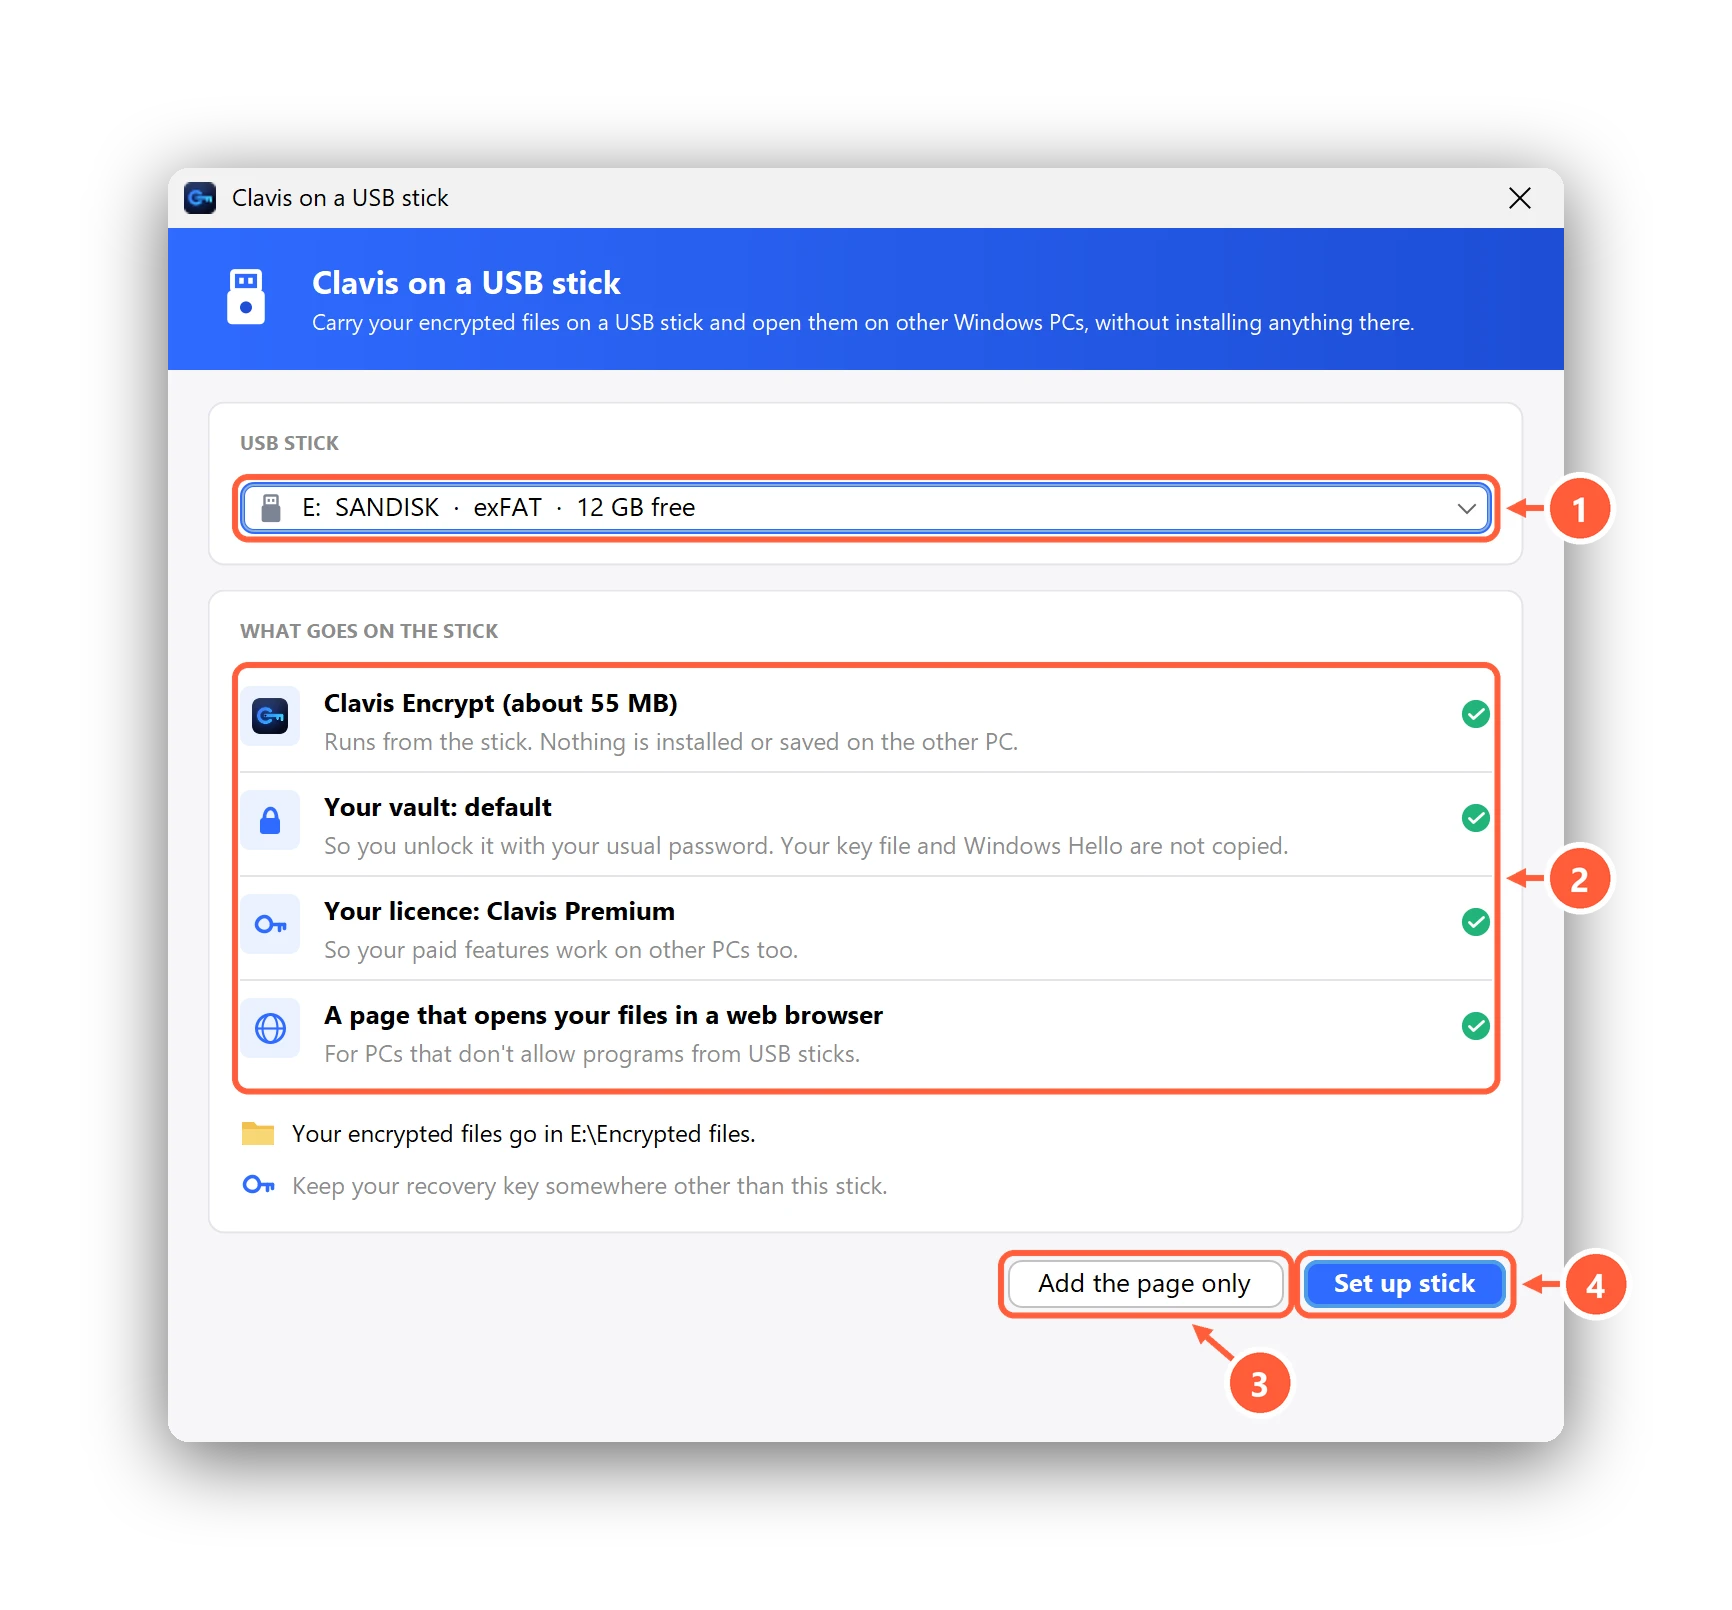 Clavis on a USB stick
Clavis on a USB stick
Carry your encrypted files on a USB stick and open them on other Windows PCs, without installing anything there.
USB STICK
E: SANDISK · exFAT · 12 GB free
1
WHAT GOES ON THE STICK
Clavis Encrypt (about 55 MB)
Runs from the stick. Nothing is installed or saved on the other PC.
Your vault: default
So you unlock it with your usual password. Your key file and Windows Hello are not copied.
2
Your licence: Clavis Premium
So your paid features work on other PCs too.
A page that opens your files in a web browser
For PCs that don't allow programs from USB sticks.
Your encrypted files go in E:\Encrypted files.
Keep your recovery key somewhere other than this stick.
Add the page only
Set up stick
4
3